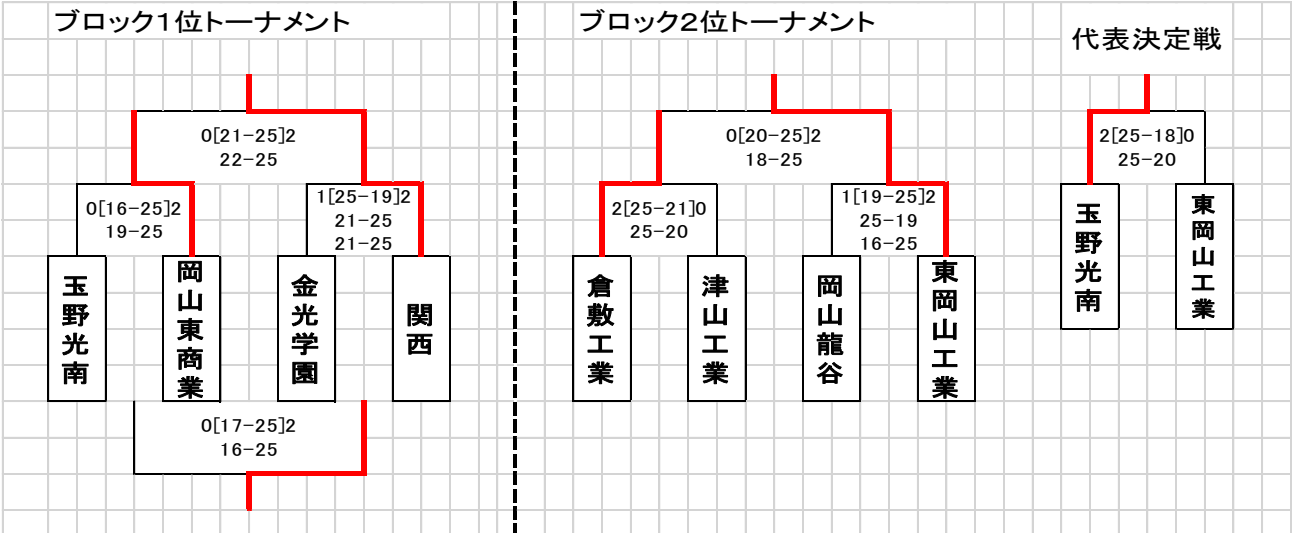 ブロック1位トーナメント
0[21-25]2
22-25
0[16-25]2
19-25
1[25-19]2
21-25
21-25
玉野光南
岡山東商業
金光学園
関西
0[17-25]2
16-25
ブロック2位トーナメント
0[20-25]2
18-25
2[25-21]0
25-20
1[19-25]2
25-19
16-25
倉敷工業
津山工業
岡山龍谷
東岡山工業
代表決定戦
2[25-18]0
25-20
玉野光南
東岡山工業